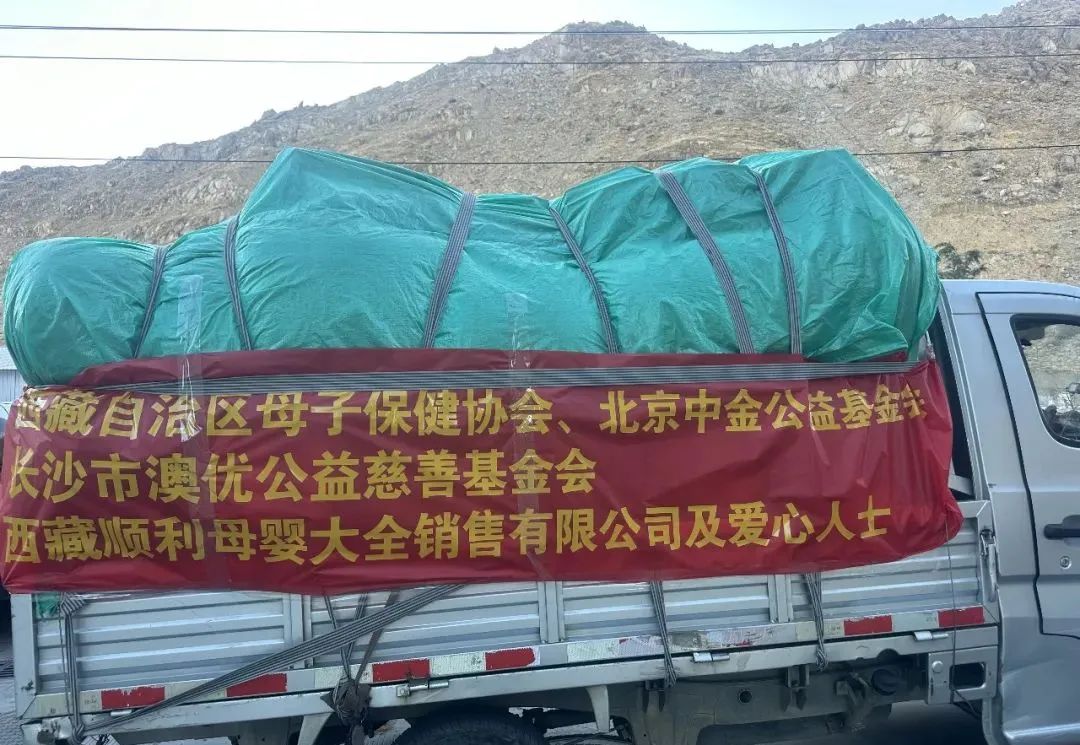 西藏自治区母子保健协会、北京中金公益基金会
长沙市澳优公益慈善基金会
西藏顺利母婴大全销售有限公司及爱心人士